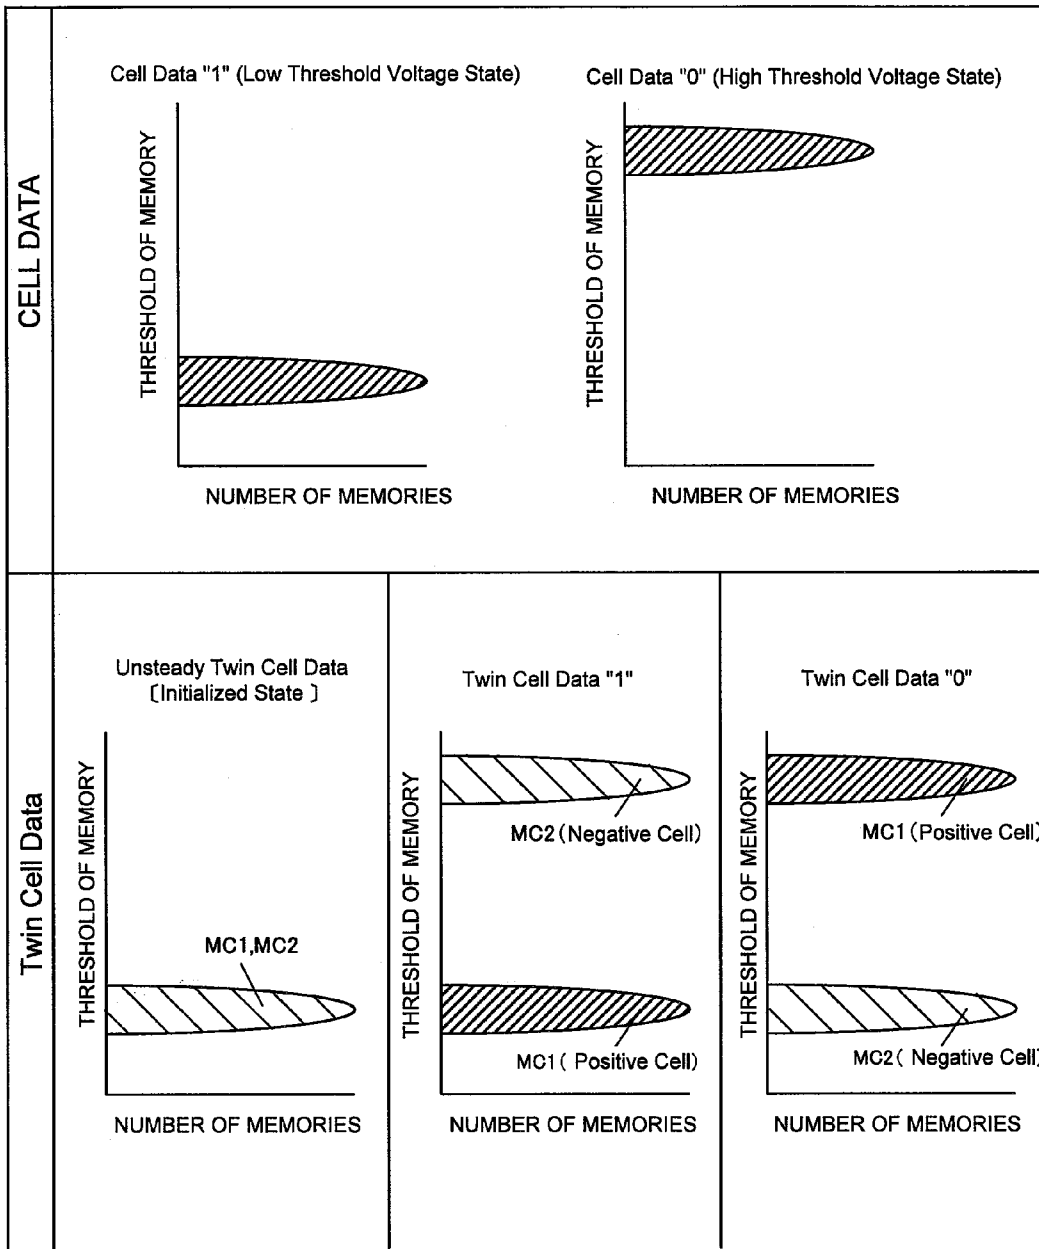 CELL DATA
Cell Data "1" (Low Threshold Voltage State)
THRESHOLD OF MEMORY
NUMBER OF MEMORIES
Cell Data "0" (High Threshold Voltage State)
THRESHOLD OF MEMORY
NUMBER OF MEMORIES
Twin Cell Data
Unsteady Twin Cell Data
〔Initialized State 〕
THRESHOLD OF MEMORY
MC1,MC2
NUMBER OF MEMORIES
Twin Cell Data "1"
THRESHOLD OF MEMORY
MC2 (Negative Cell)
MC1 ( Positive Cell)
NUMBER OF MEMORIES
Twin Cell Data "0"
THRESHOLD OF MEMORY
MC1 (Positive Cell)
MC2 ( Negative Cell)
NUMBER OF MEMORIES